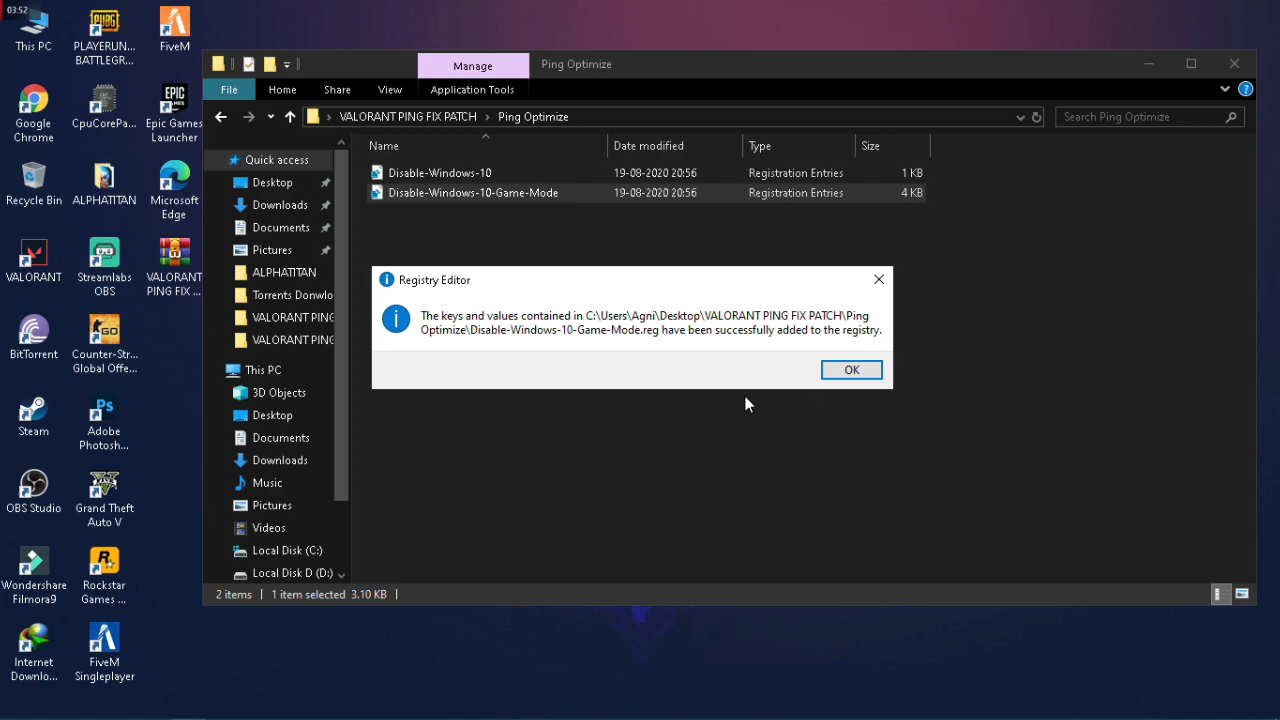 03:52
This PC
PLAYERUN...
BATTLEGR...
FiveM
Google
Chrome
CpuCorePa...
Epic Games
Launcher
Recycle Bin
ALPHATITAN
Microsoft
Edge
VALORANT
Streamlabs
OBS
VALORANT
PING FIX ...
BitTorrent
Counter-Str...
Global Offe...
Steam
Adobe
Photosh...
OBS Studio
Grand Theft
Auto V
Wondershare
Filmora9
Rockstar
Games ...
Internet
Downlo...
FiveM
Singleplayer
Manage
Ping Optimize
File
Home
Share
View
Application Tools
VALORANT PING FIX PATCH > Ping Optimize
Search Ping Optimize
Quick access
Desktop
Downloads
Documents
Pictures
ALPHATITAN
Torrents Donwlo
VALORANT PING
VALORANT PING
This PC
3D Objects
Desktop
Documents
Downloads
Music
Pictures
Videos
Local Disk (C:)
Local Disk D (D:)
Name Date modified Type Size
Disable-Windows-10 19-08-2020 20:56 Registration Entries 1 KB
Disable-Windows-10-Game-Mode 19-08-2020 20:56 Registration Entries 4 KB
Registry Editor
The keys and values contained in C:\Users\Agni\Desktop\VALORANT PING FIX PATCH\Ping
Optimize\Disable-Windows-10-Game-Mode.reg have been successfully added to the registry.
OK
2 items 1 item selected 3.10 KB